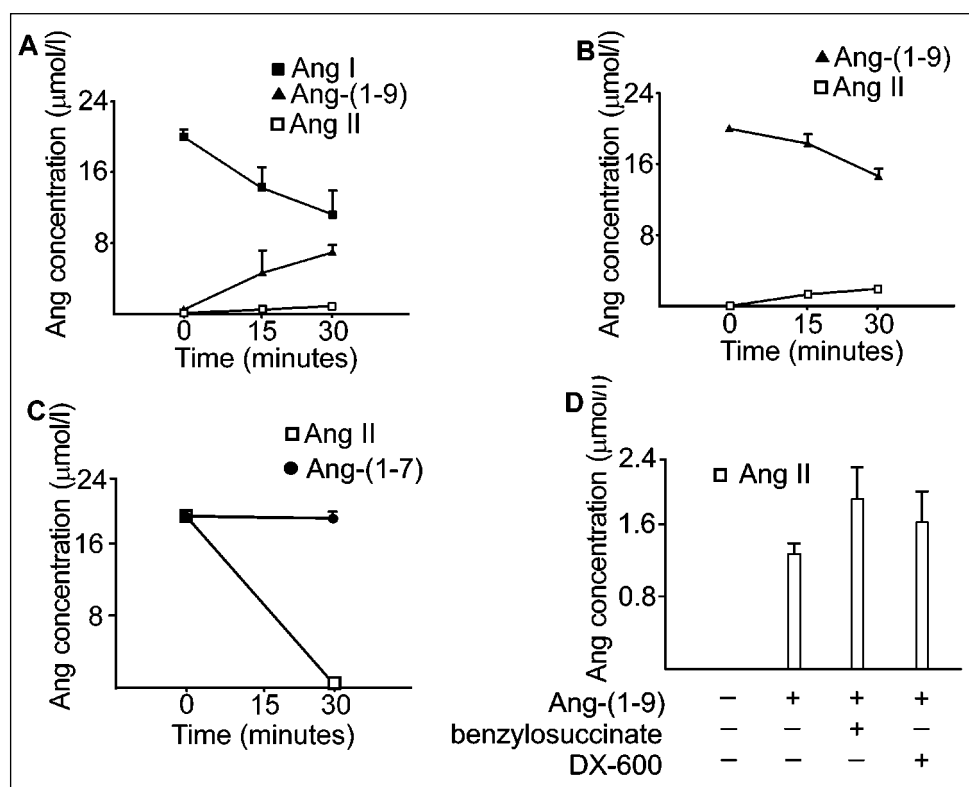 A
Ang I
Ang-(1-9)
Ang II
Ang concentration (µmol/l)
24
16
8
0 15 30
Time (minutes)
B
Ang-(1-9)
Ang II
Ang concentration (µmol/l)
24
16
8
0 15 30
Time (minutes)
C
Ang II
Ang-(1-7)
Ang concentration (µmol/l)
24
16
8
0 15 30
Time (minutes)
D
Ang II
Ang concentration (µmol/l)
2.4
1.6
0.8
Ang-(1-9) − + + +
benzylosuccinate − − + −
DX-600 − − − +